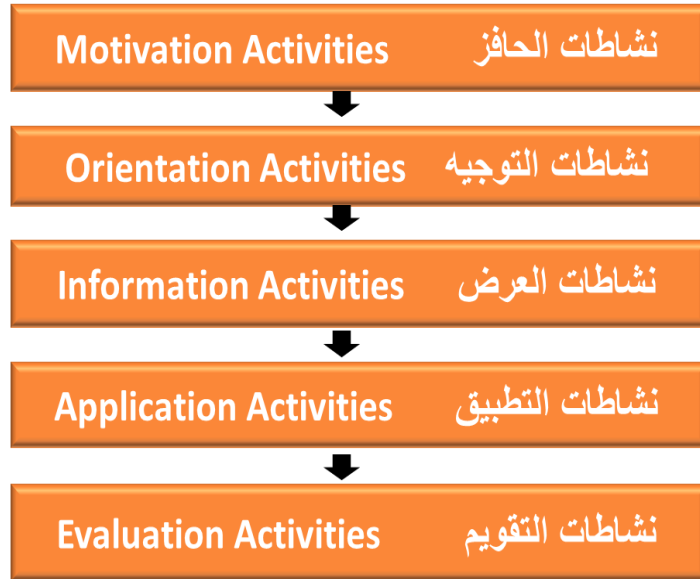 Motivation Activities نشاطات الحافز
Orientation Activities نشاطات التوجيه
Information Activities نشاطات العرض
Application Activities نشاطات التطبيق
Evaluation Activities نشاطات التقويم